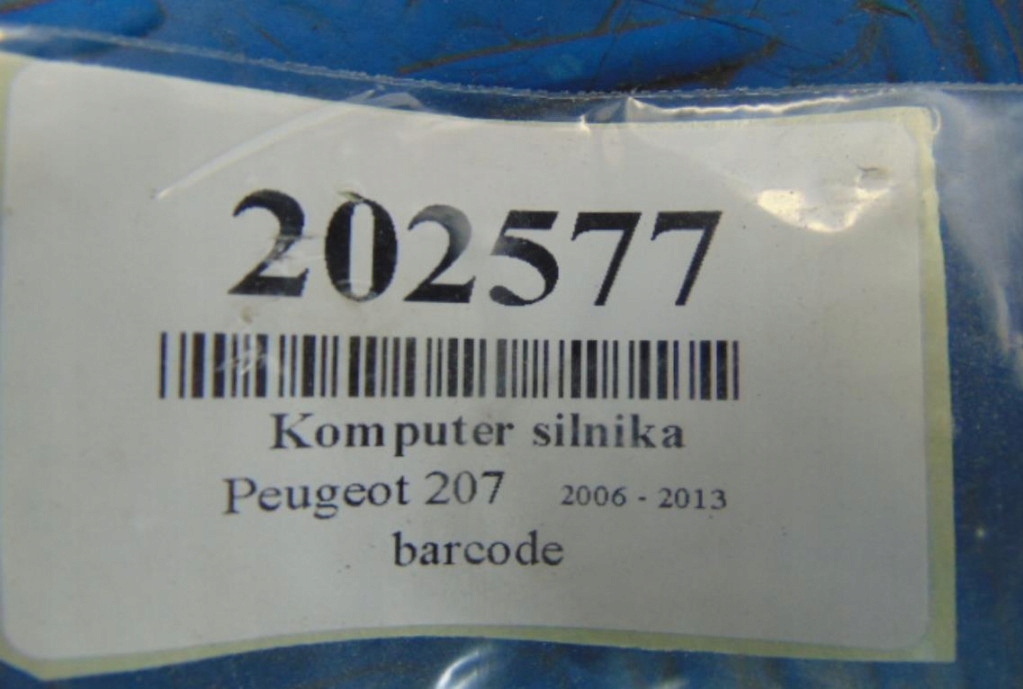 202577
Komputer silnika
Peugeot 207 2006 - 2013
barcode